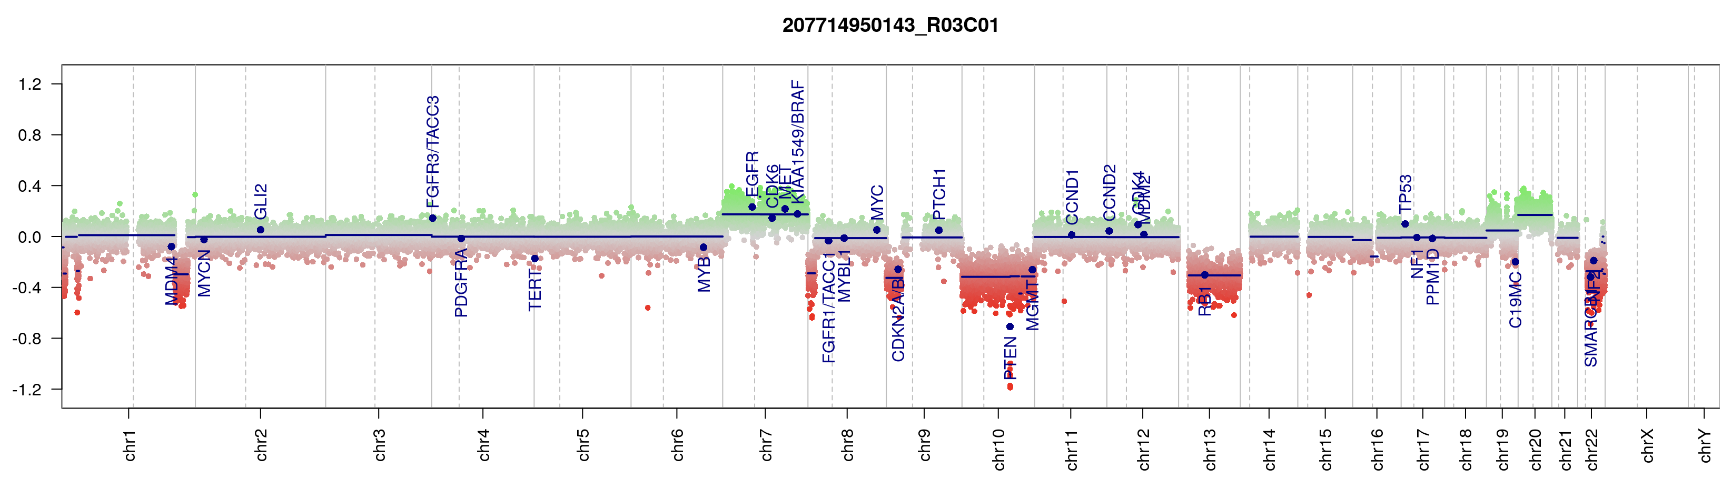 207714950143_R03C01
1.2
0.8
0.4
0.0
-0.4
-0.8
-1.2
MDM4
MYCN
GLI2
FGFR3/TACC3
PDGFRA
TERT
MYB
EGFR
CDK6
MET
KIAA1549/BRAF
FGFR1/TACC1
MYBL1
MYC
CDKN2A/B
PTCH1
PTEN
MGMT
CCND1
CCND2
CDK4
MDM2
RB1
TP53
NF1
PPM1D
C19MC
SMARCB1
NF2
chr1
chr2
chr3
chr4
chr5
chr6
chr7
chr8
chr9
chr10
chr11
chr12
chr13
chr14
chr15
chr16
chr17
chr18
chr19
chr20
chr21
chr22
chrX
chrY